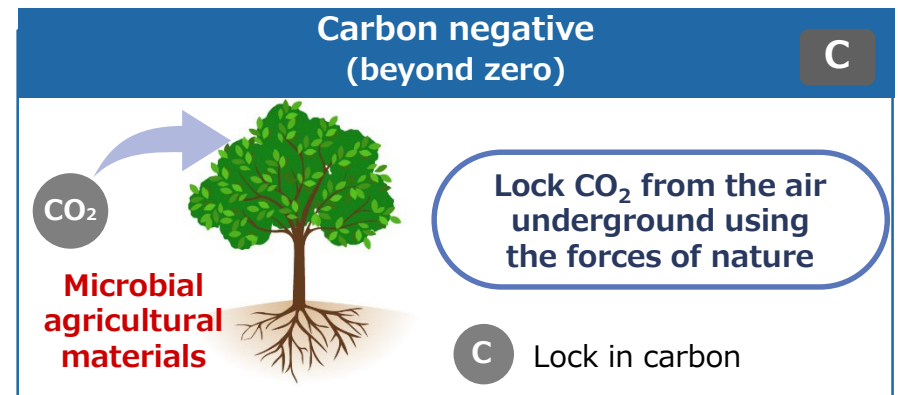 Carbon negative
(beyond zero)
C
CO₂
Lock CO₂ from the air
underground using
the forces of nature
Microbial
agricultural
materials
C Lock in carbon